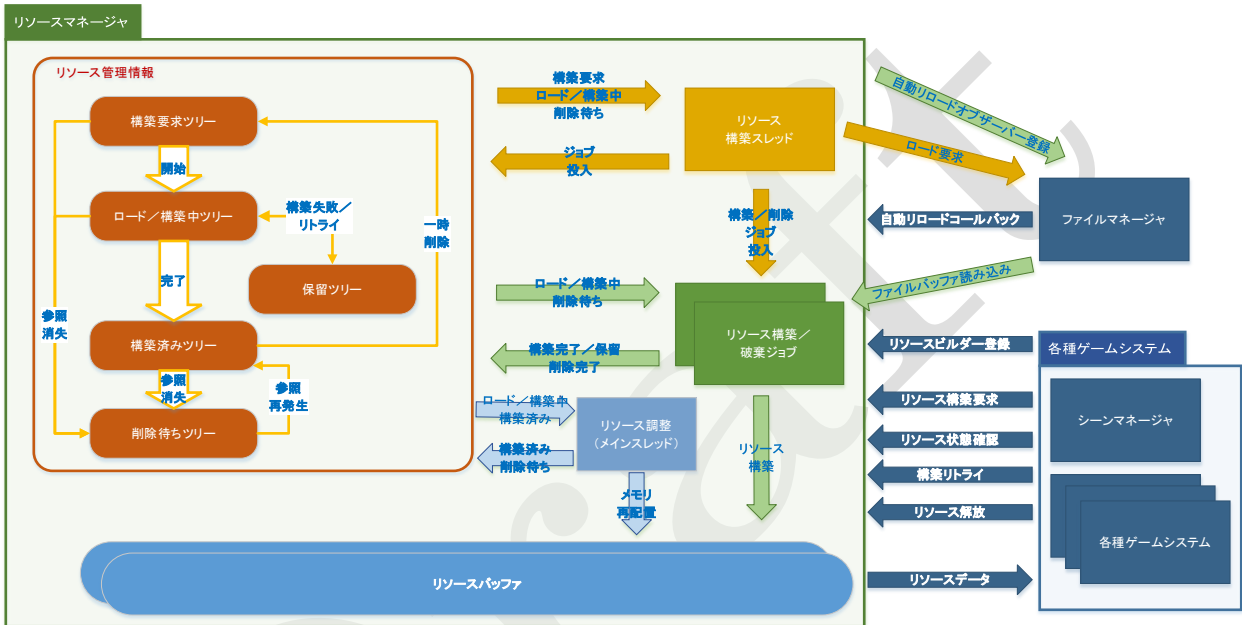 リソースマネージャ
リソース管理情報
構築要求ツリー
開始
ロード／構築中ツリー
構築失敗／
リトライ
一時
削除
完了
保留ツリー
参照
消失
構築済みツリー
参照
消失
参照
再発生
削除待ちツリー
構築要求
ロード／構築中
削除待ち
ジョブ
投入
リソース
構築スレッド
構築／削除
ジョブ
投入
ロード／構築中
削除待ち
構築完了／保留
削除完了
リソース構築／
破棄ジョブ
ロード／構築中
構築済み
構築済み
削除待ち
リソース調整
（メインスレッド）
メモリ
再配置
リソース
構築
リソースバッファ
自動リロードオブザーバー登録
ロード要求
ファイルマネージャ
自動リロードコールバック
ファイルバッファ読み込み
リソースビルダー登録
リソース構築要求
リソース状態確認
構築リトライ
リソース解放
リソースデータ
各種ゲームシステム
シーンマネージャ
各種ゲームシステム